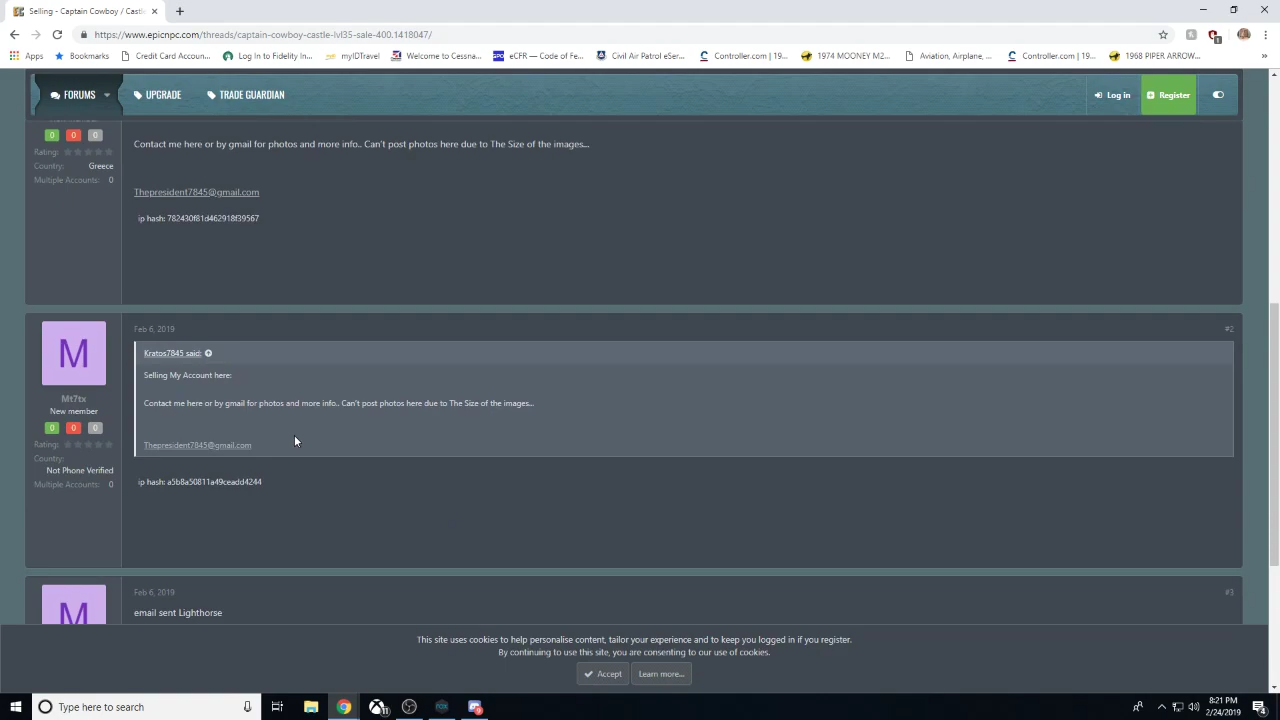 Selling - Captain Cowboy Castle /
https://www.epicnpc.com/threads/captain-cowboy-castle-lvl35-sale-400.1418047/
Apps Bookmarks Credit Card Accoun... Log In to Fidelity In... myIDTravel Welcome to Cessna... eCFR — Code of Fe... Civil Air Patrol eSer... Controller.com | 19... 1974 MOONEY M2... Aviation, Airplane, ... Controller.com | 19... 1968 PIPER ARROW...
FORUMS UPGRADE TRADE GUARDIAN Log in Register
0 0 0
Rating:
Country: Greece
Multiple Accounts: 0
Contact me here or by gmail for photos and more info.. Can't post photos here due to The Size of the images...
Thepresident7845@gmail.com
ip hash: 782430f81d462918f39567
Feb 6, 2019 #2
M
Mt7tx
New member
0 0 0
Rating:
Country:
Not Phone Verified
Multiple Accounts: 0
Kratos7845 said:
Selling My Account here:
Contact me here or by gmail for photos and more info.. Can't post photos here due to The Size of the images...
Thepresident7845@gmail.com
ip hash: a5b8a50811a49ceadd4244
Feb 6, 2019 #3
M
email sent Lighthorse
This site uses cookies to help personalise content, tailor your experience and to keep you logged in if you register.
By continuing to use this site, you are consenting to our use of cookies.
Accept Learn more...
Type here to search
8:21 PM
2/24/2019